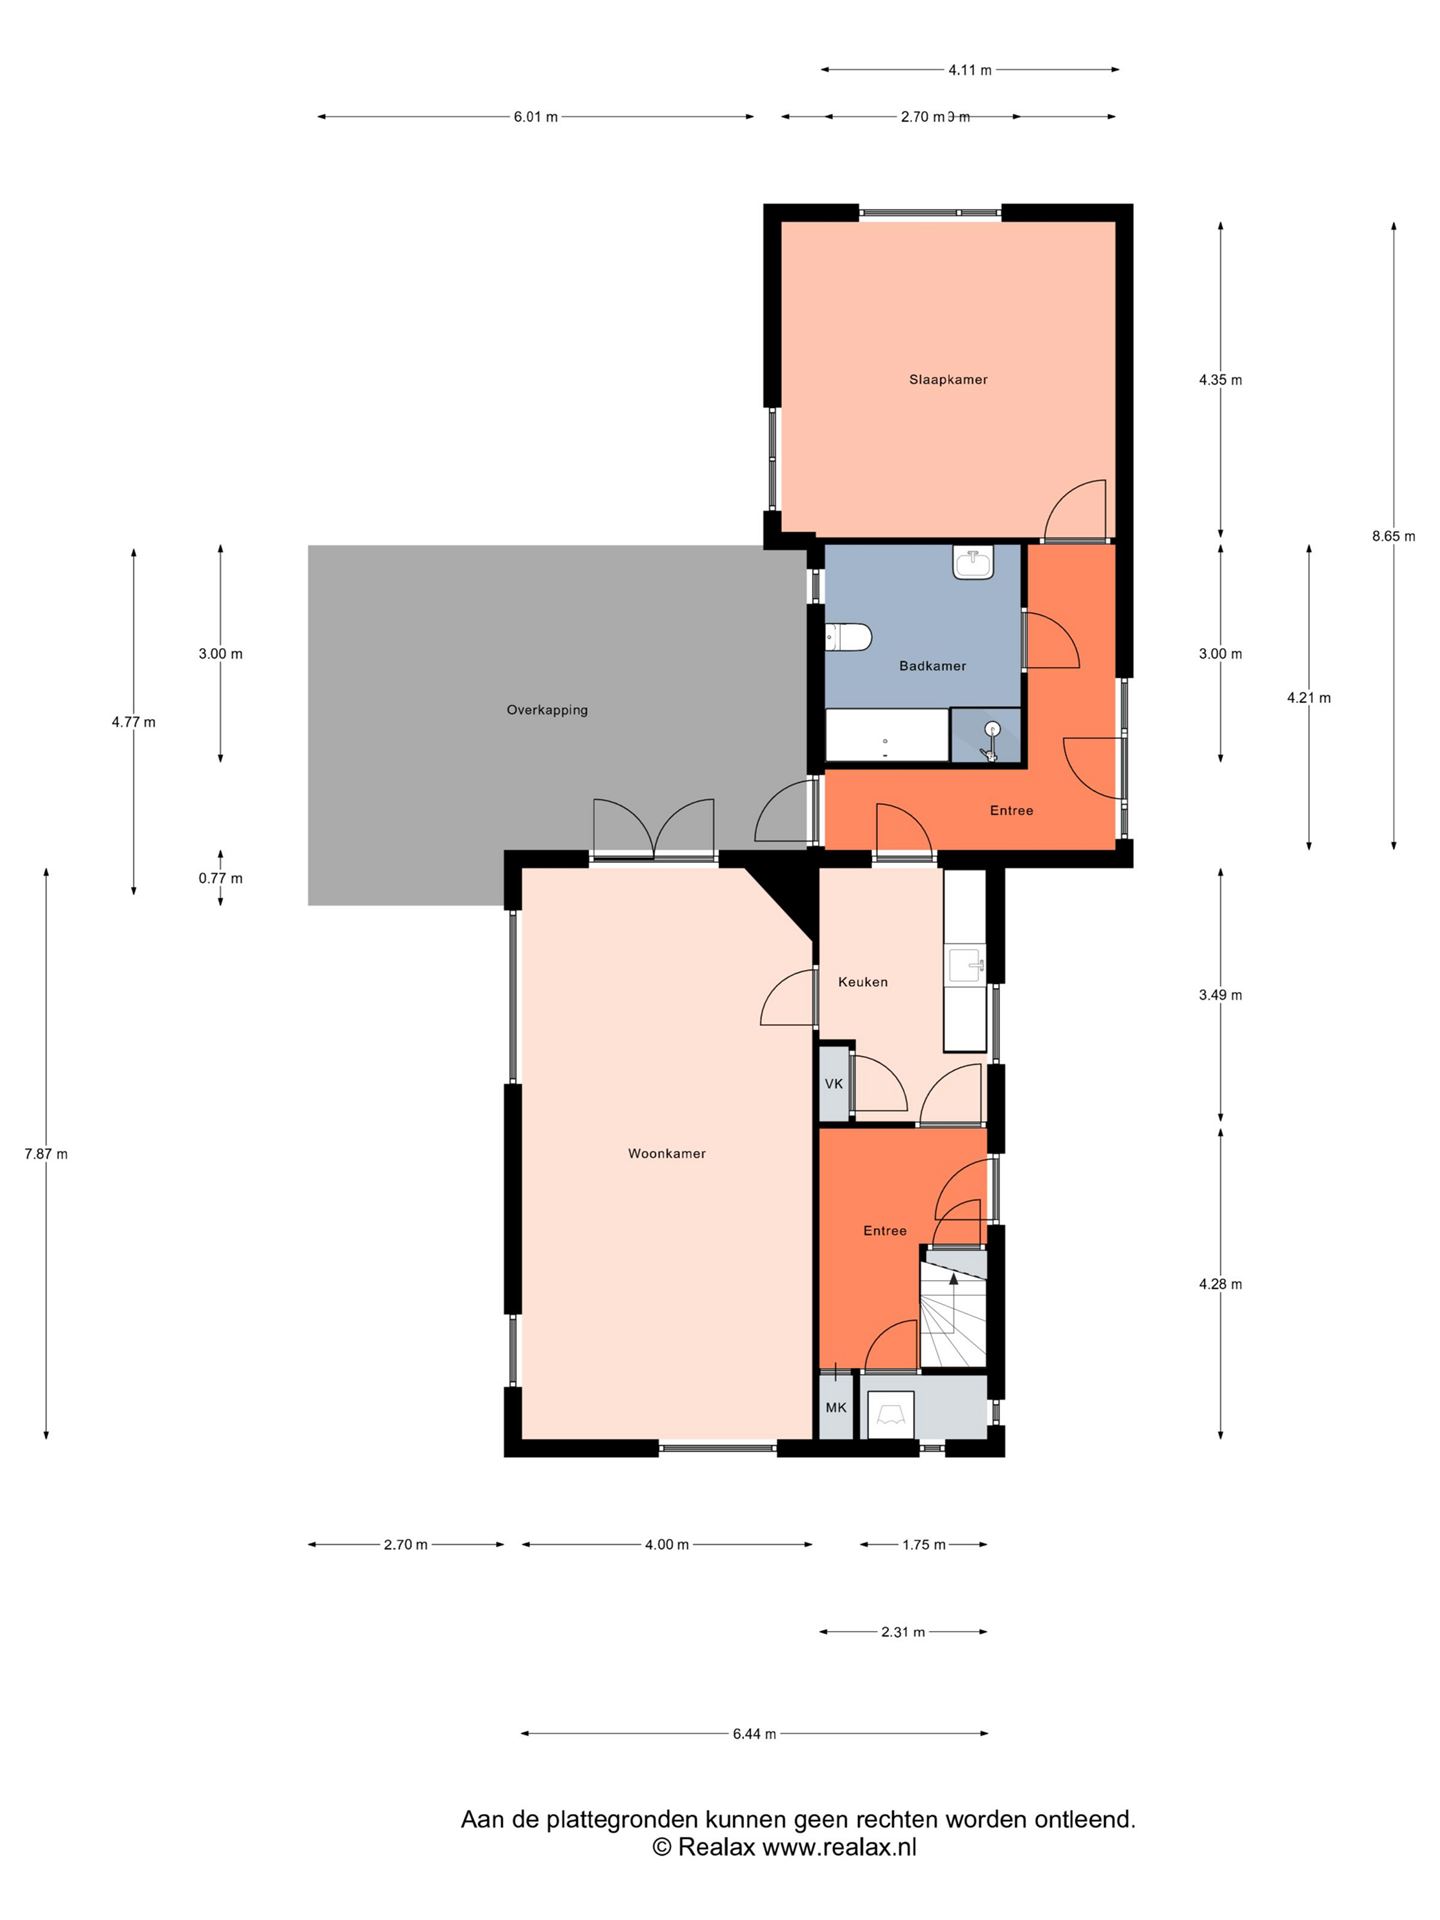 4.11 m
6.01 m
2.70 m
Slaapkamer
4.35 m
8.65 m
3.00 m
4.77 m
Overkapping
Badkamer
3.00 m
4.21 m
Entree
0.77 m
Keuken
3.49 m
VK
7.87 m
Woonkamer
Entree
4.28 m
MK
2.70 m
4.00 m
1.75 m
2.31 m
6.44 m
Aan de plattegronden kunnen geen rechten worden ontleend.
© Realax www.realax.nl